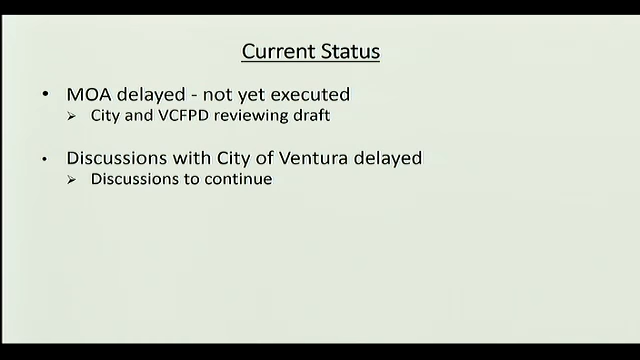 Current Status
• MOA delayed - not yet executed
➢ City and VCFPD reviewing draft
• Discussions with City of Ventura delayed
➢ Discussions to continue